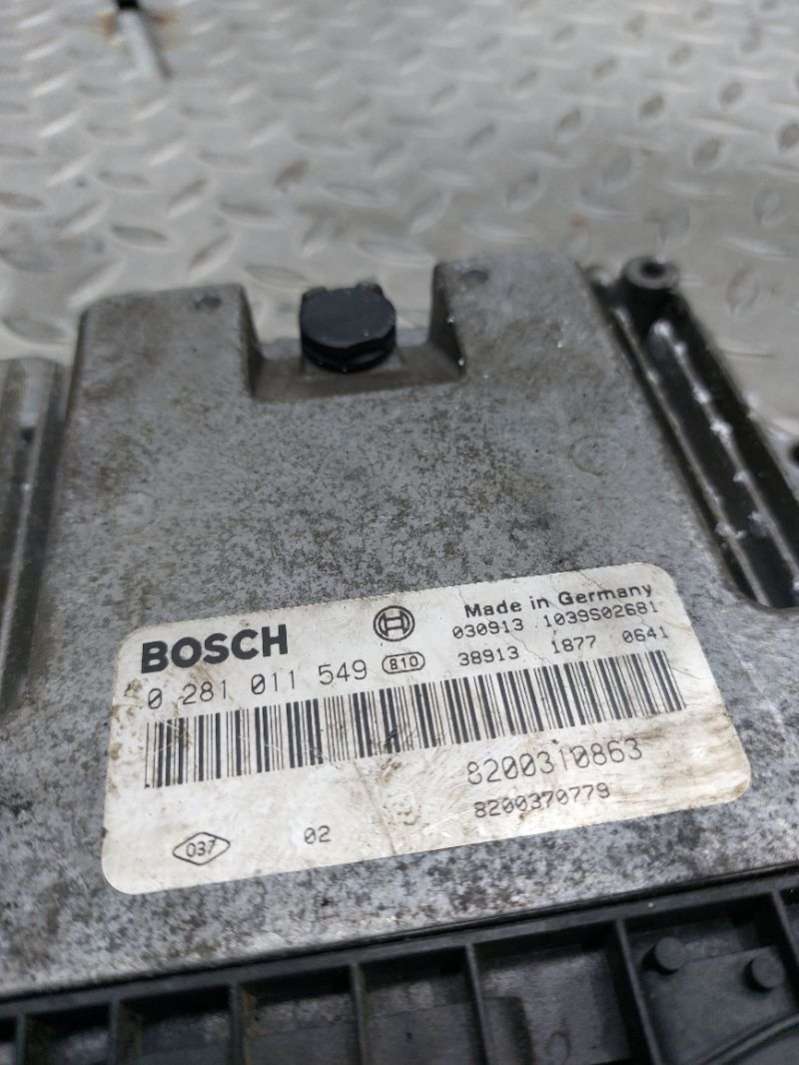 BOSCH
Made in Germany
030913 1039S02681
0 281 011 549 810 38913 1877 0641
8200310863
8200370779
037 02